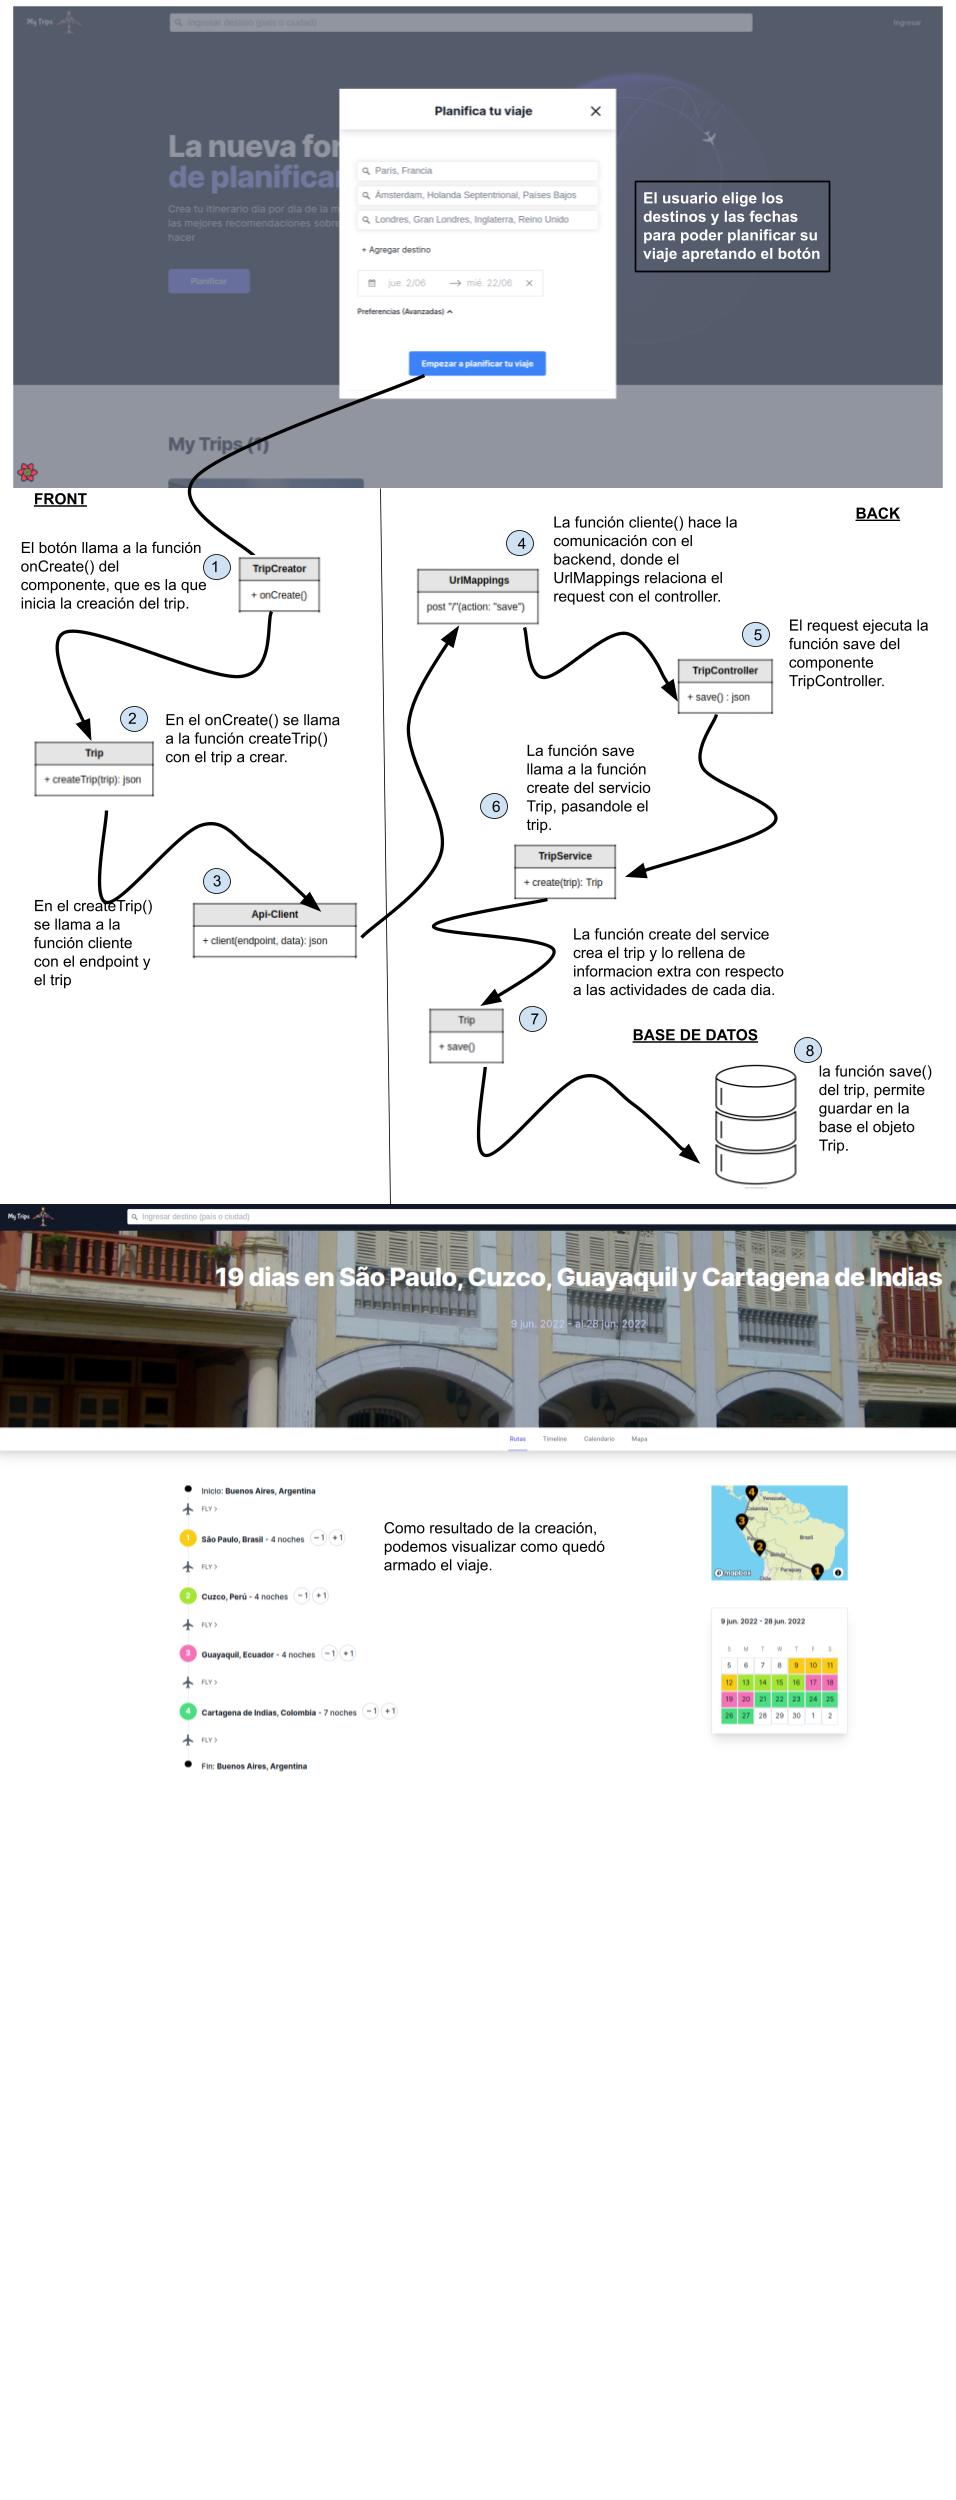 My Trips
Ingresar destino (país o ciudad)
Ingresar
Planifica tu viaje
La nueva for
de planificar
Crea tu itinerario día por día de la m
las mejores recomendaciones sobre
hacer
Planificar
París, Francia
Ámsterdam, Holanda Septentrional, Países Bajos
Londres, Gran Londres, Inglaterra, Reino Unido
+ Agregar destino
jue. 2/06 → mié. 22/06 ×
Preferencias (Avanzadas)
Empezar a planificar tu viaje
El usuario elige los
destinos y las fechas
para poder planificar su
viaje apretando el botón
My Trips (1)
FRONT
BACK
El botón llama a la función
onCreate() del
componente, que es la que
inicia la creación del trip.
1
TripCreator
+ onCreate()
2
En el onCreate() se llama
a la función createTrip()
con el trip a crear.
Trip
+ createTrip(trip): json
3
En el createTrip()
se llama a la
función cliente
con el endpoint y
el trip
Api-Client
+ client(endpoint, data): json
4
La función cliente() hace la
comunicación con el
backend, donde el
UrlMappings relaciona el
request con el controller.
UrlMappings
post "/"(action: "save")
5
El request ejecuta la
función save del
componente
TripController.
TripController
+ save() : json
6
La función save
llama a la función
create del servicio
Trip, pasandole el
trip.
TripService
+ create(trip): Trip
La función create del service
crea el trip y lo rellena de
informacion extra con respecto
a las actividades de cada dia.
7
Trip
+ save()
BASE DE DATOS
8
la función save()
del trip, permite
guardar en la
base el objeto
Trip.
My Trips
Ingresar destino (país o ciudad)
19 dias en São Paulo, Cuzco, Guayaquil y Cartagena de Indias
9 jun. 2022 - al 28 jun. 2022
Rutas Timeline Calendario Mapa
Inicio: Buenos Aires, Argentina
FLY >
1 São Paulo, Brasil - 4 noches −1 +1
FLY >
2 Cuzco, Perú - 4 noches −1 +1
FLY >
3 Guayaquil, Ecuador - 4 noches −1 +1
FLY >
4 Cartagena de Indias, Colombia - 7 noches −1 +1
FLY >
Fin: Buenos Aires, Argentina
Como resultado de la creación,
podemos visualizar como quedó
armado el viaje.
4
Venezuela
Colombia
3
Brazil
2
Bolivia
Paraguay
1
Chile
mapbox
9 jun. 2022 - 28 jun. 2022
S M T W T F S
5 6 7 8 9 10 11
12 13 14 15 16 17 18
19 20 21 22 23 24 25
26 27 28 29 30 1 2